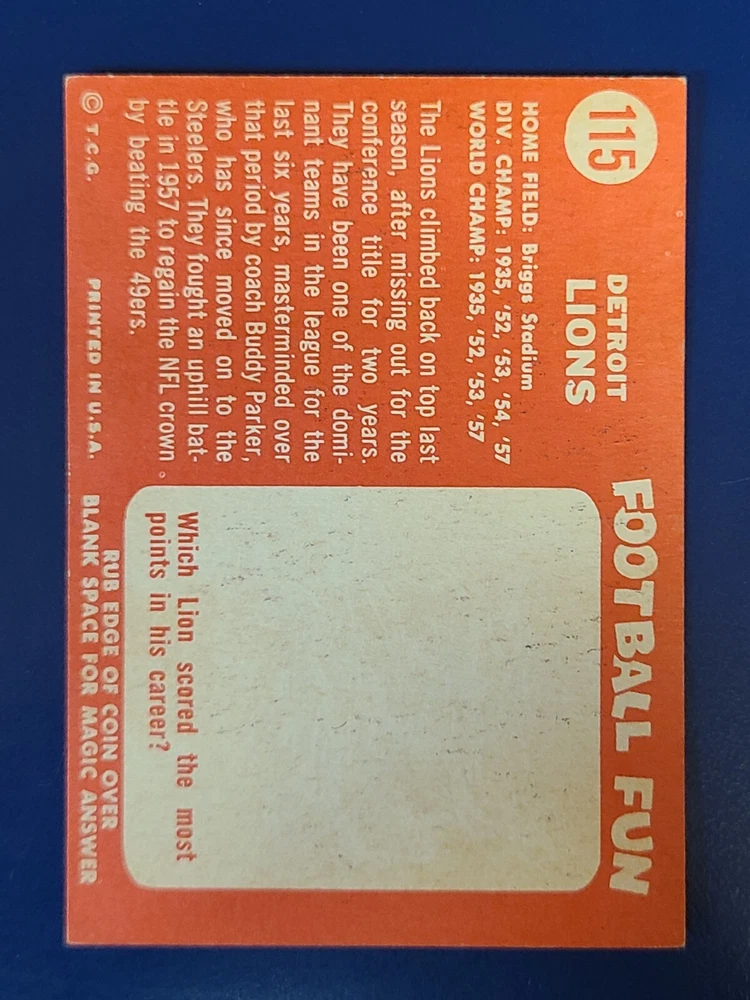 115
DETROIT
LIONS
HOME FIELD: Briggs Stadium
DIV. CHAMP: 1935, '52, '53, '54, '57
WORLD CHAMP: 1935, '52, '53, '57
The Lions climbed back on top last
season, after missing out for the
conference title for two years.
They have been one of the domi-
nant teams in the league for the
last six years, masterminded over
that period by coach Buddy Parker,
who has since moved on to the
Steelers. They fought an uphill bat-
tle in 1957 to regain the NFL crown
by beating the 49ers.
© T.C.G. PRINTED IN U.S.A.
FOOTBALL FUN
Which Lion scored the most
points in his career?
RUB EDGE OF COIN OVER
BLANK SPACE FOR MAGIC ANSWER